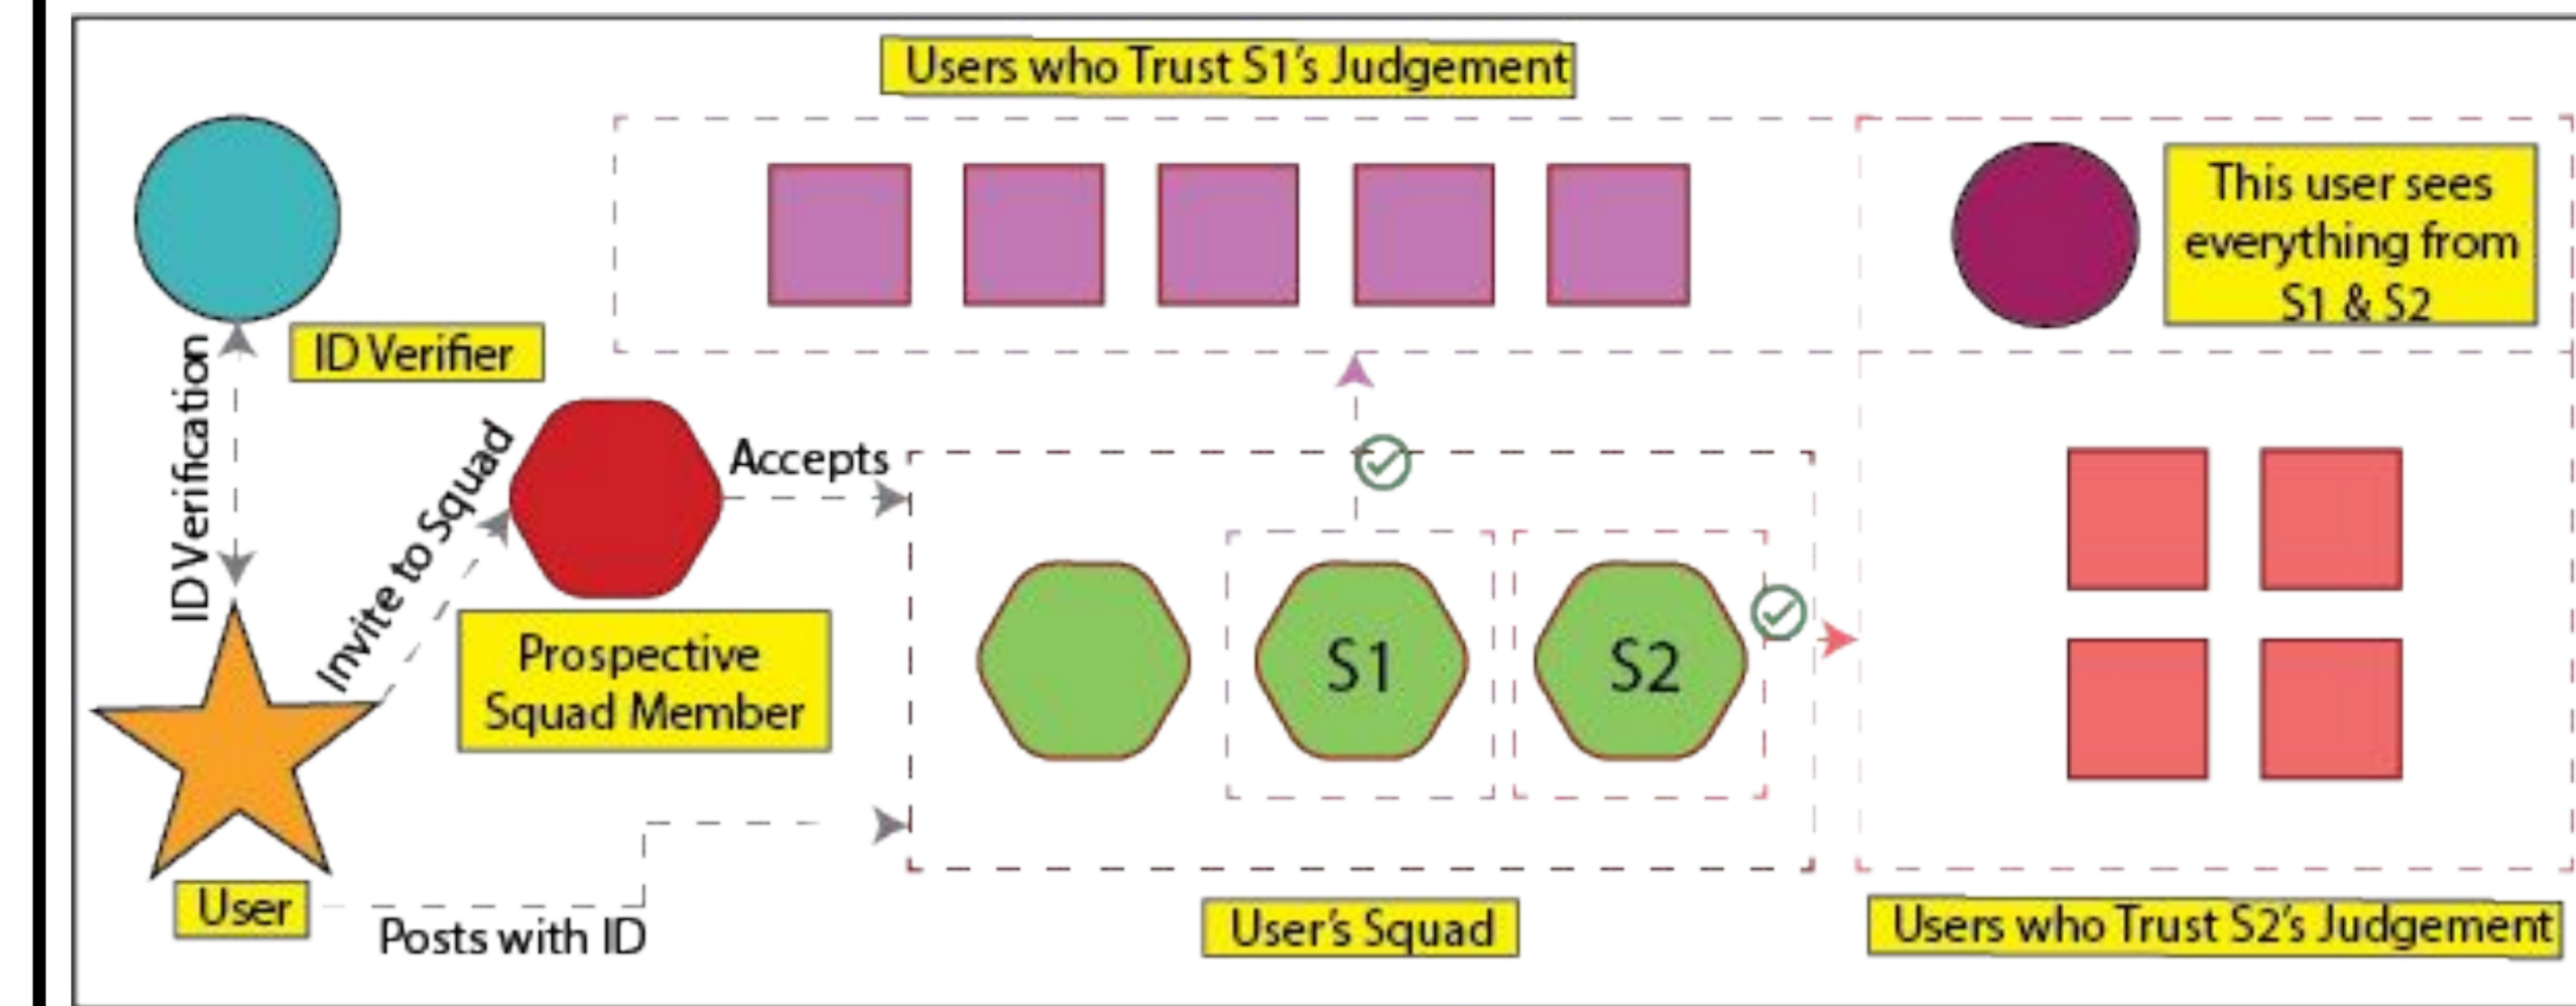 Users who Trust S1's Judgement
This user sees
everything from
S1 & S2
ID Verifier
ID Verification
Invite to Squad
Accepts
Prospective
Squad Member
S1
S2
User
Posts with ID
User's Squad
Users who Trust S2's Judgement